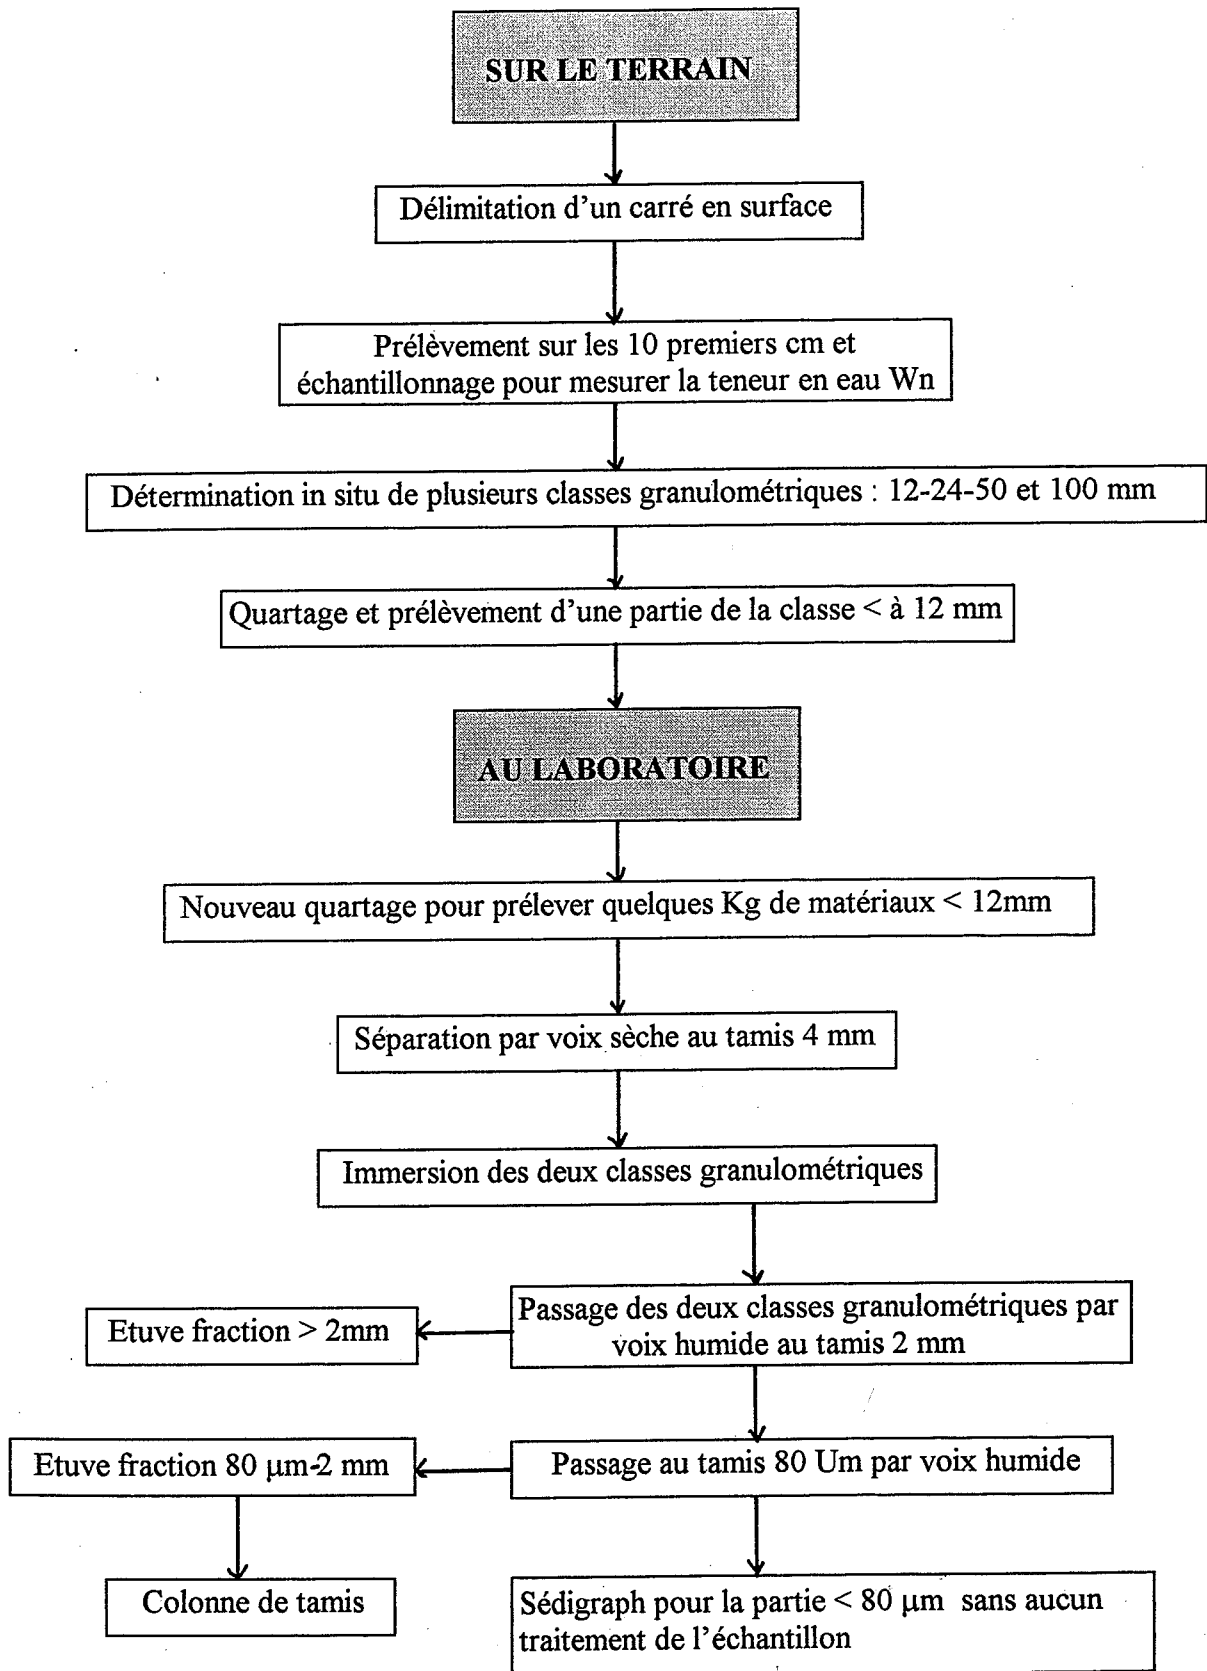 SUR LE TERRAIN
Délimitation d'un carré en surface
Prélèvement sur les 10 premiers cm et
échantillonnage pour mesurer la teneur en eau Wn
Détermination in situ de plusieurs classes granulométriques : 12-24-50 et 100 mm
Quartage et prélèvement d'une partie de la classe < à 12 mm
AU LABORATOIRE
Nouveau quartage pour prélever quelques Kg de matériaux < 12mm
Séparation par voix sèche au tamis 4 mm
Immersion des deux classes granulométriques
Passage des deux classes granulométriques par
voix humide au tamis 2 mm
Etuve fraction > 2mm
Passage au tamis 80 Um par voix humide
Etuve fraction 80 µm-2 mm
Colonne de tamis
Sédigraph pour la partie < 80 µm sans aucun
traitement de l'échantillon